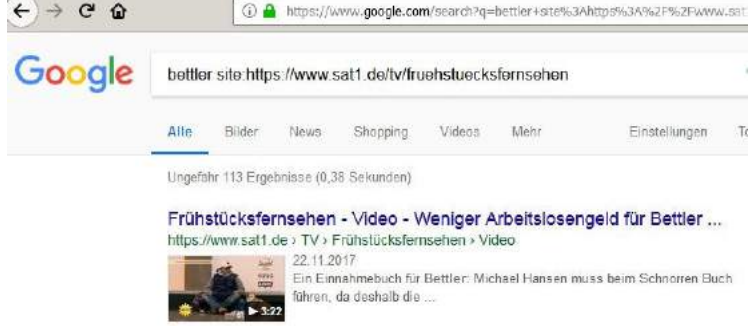 https://www.google.com/search?q=bettler+site%3Ahttps%3A%2F%2Fwww.sat
Google
bettler site:https://www.sat1.de/tv/fruehstuecksfernsehen
Alle Bilder News Shopping Videos Mehr Einstellungen
Ungefähr 113 Ergebnisse (0,38 Sekunden)
Frühstücksfernsehen - Video - Weniger Arbeitslosengeld für Bettler ...
https://www.sat1.de › TV › Frühstücksfernsehen › Video
22.11.2017
Ein Einnahmebuch für Bettler: Michael Hansen muss beim Schnorren Buch
führen, da deshalb die ...
3:22